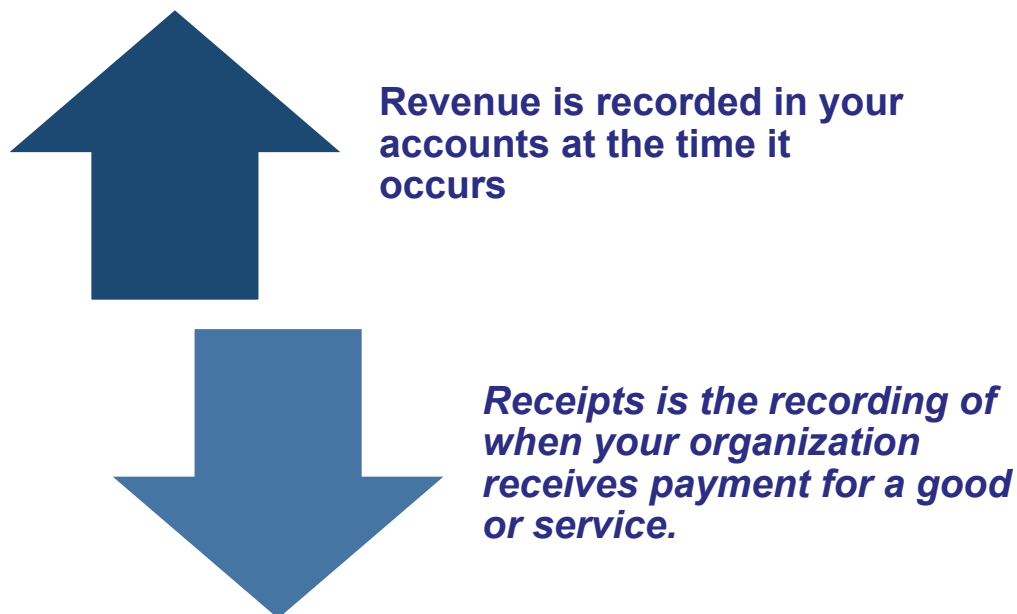 Revenue is recorded in your
accounts at the time it
occurs
Receipts is the recording of
when your organization
receives payment for a good
or service.